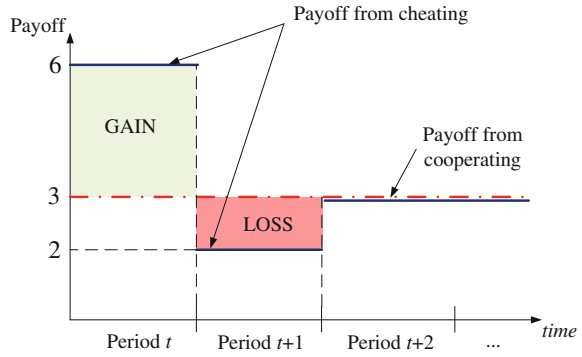 Payoff from cheating
Payoff
6
GAIN
Payoff from
cooperating
3
LOSS
2
time
Period t
Period t+1
Period t+2
...